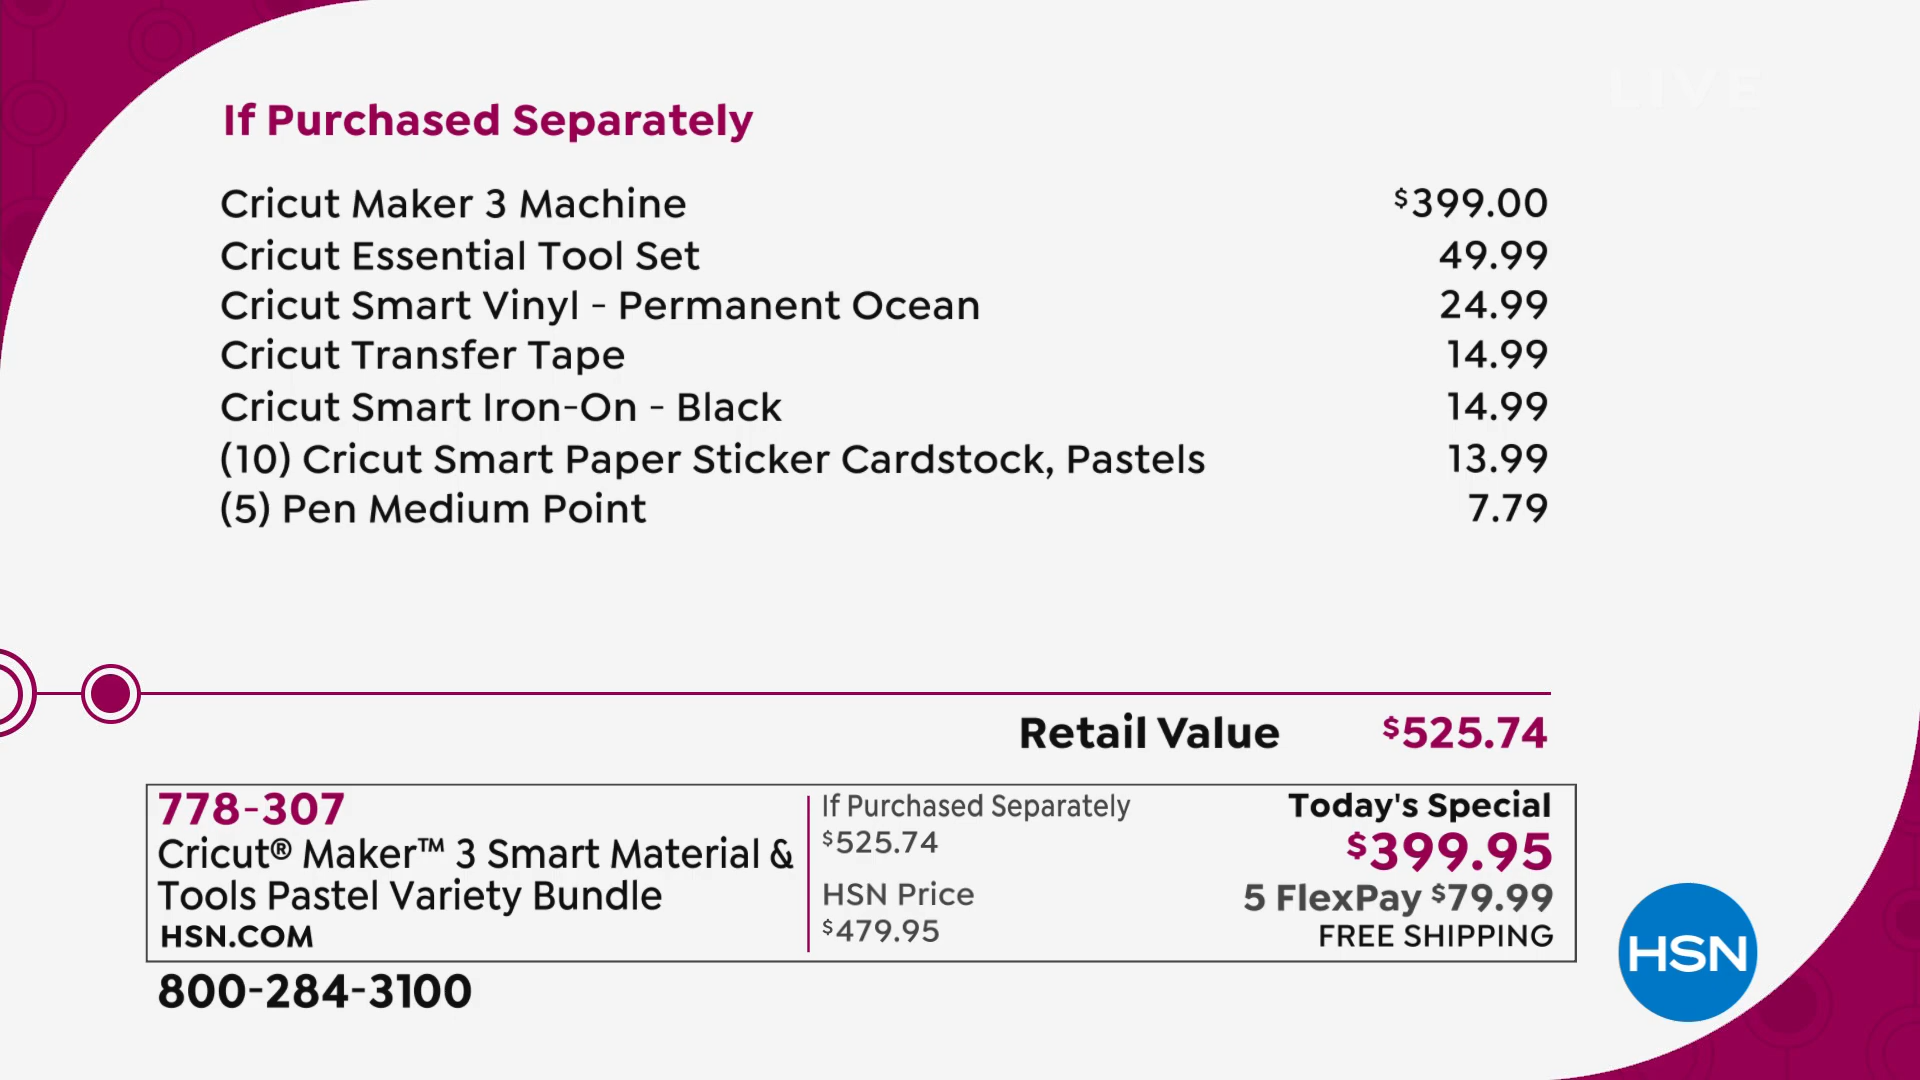 LIVE
If Purchased Separately
Cricut Maker 3 Machine $399.00
Cricut Essential Tool Set 49.99
Cricut Smart Vinyl - Permanent Ocean 24.99
Cricut Transfer Tape 14.99
Cricut Smart Iron-On - Black 14.99
(10) Cricut Smart Paper Sticker Cardstock, Pastels 13.99
(5) Pen Medium Point 7.79
Retail Value $525.74
778-307
Cricut® Maker™ 3 Smart Material &
Tools Pastel Variety Bundle
HSN.COM
If Purchased Separately
$525.74
HSN Price
$479.95
Today's Special
$399.95
5 FlexPay $79.99
FREE SHIPPING
800-284-3100
HSN